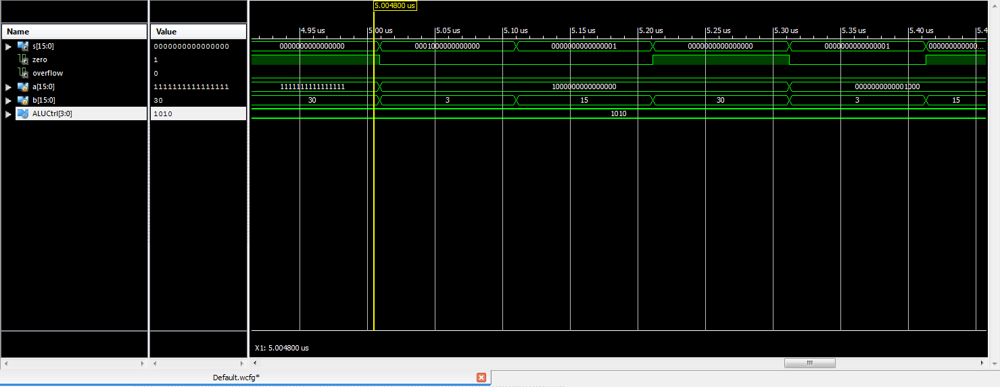 5.004800 us
Name Value 4.95 us 5.00 us 5.05 us 5.10 us 5.15 us 5.20 us 5.25 us 5.30 us 5.35 us 5.40 us 5.4
s[15:0] 0000000000000000 0000000000000000 0001000000000000 0000000000000001 0000000000000000 0000000000000001 000000000000...
zero 1
overflow 0
a[15:0] 1111111111111111 1111111111111111 1000000000000000 0000000000001000
b[15:0] 30 30 3 15 30 3 15
ALUCtrl[3:0] 1010 1010
X1: 5.004800 us
Default.wcfg*